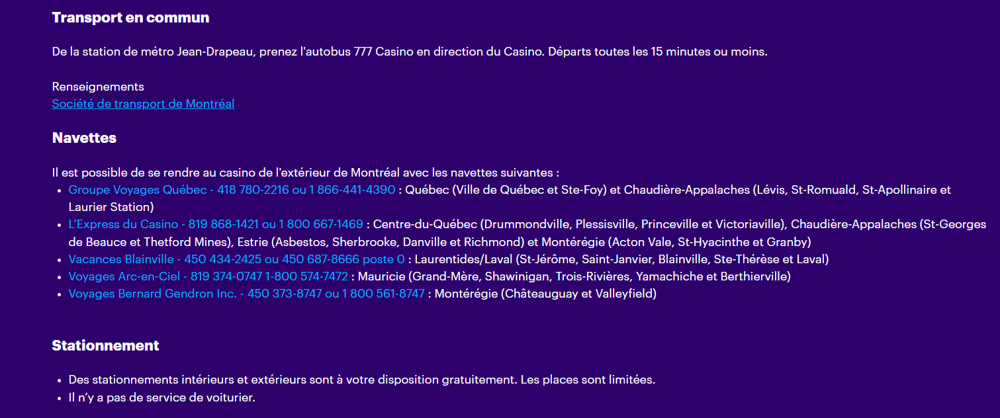 Transport en commun
De la station de métro Jean-Drapeau, prenez l'autobus 777 Casino en direction du Casino. Départs toutes les 15 minutes ou moins.
Renseignements
Société de transport de Montréal
Navettes
Il est possible de se rendre au casino de l'extérieur de Montréal avec les navettes suivantes :
• Groupe Voyages Québec - 418 780-2216 ou 1 866-441-4390 : Québec (Ville de Québec et Ste-Foy) et Chaudière-Appalaches (Lévis, St-Romuald, St-Apollinaire et
Laurier Station)
• L’Express du Casino - 819 868-1421 ou 1 800 667-1469 : Centre-du-Québec (Drummondville, Plessisville, Princeville et Victoriaville), Chaudière-Appalaches (St-Georges
de Beauce et Thetford Mines), Estrie (Asbestos, Sherbrooke, Danville et Richmond) et Montérégie (Acton Vale, St-Hyacinthe et Granby)
• Vacances Blainville - 450 434-2425 ou 450 687-8666 poste 0 : Laurentides/Laval (St-Jérôme, Saint-Janvier, Blainville, Ste-Thérèse et Laval)
• Voyages Arc-en-Ciel - 819 374-0747 1-800 574-7472 : Mauricie (Grand-Mère, Shawinigan, Trois-Rivières, Yamachiche et Berthierville)
• Voyages Bernard Gendron Inc. - 450 373-8747 ou 1 800 561-8747 : Montérégie (Châteauguay et Valleyfield)
Stationnement
• Des stationnements intérieurs et extérieurs sont à votre disposition gratuitement. Les places sont limitées.
• Il n’y a pas de service de voiturier.